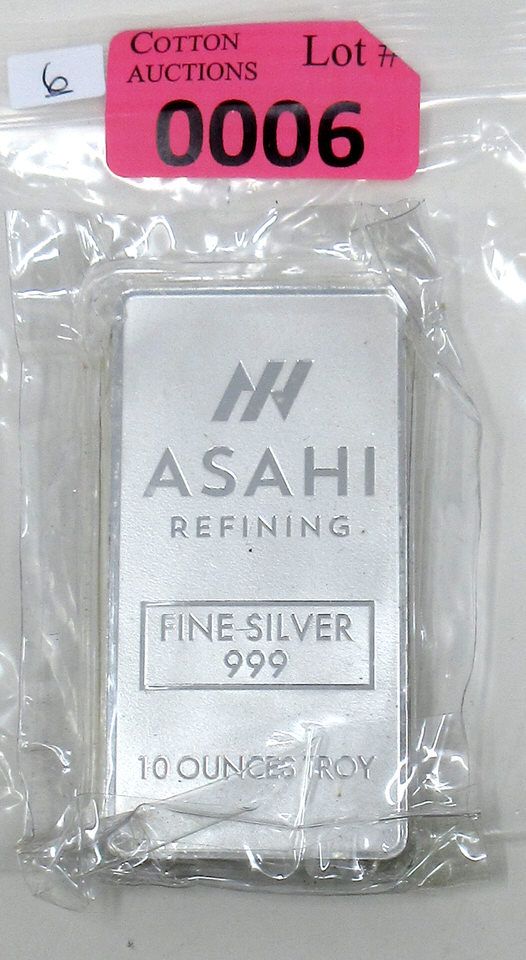 6
COTTON AUCTIONS
Lot #
0006
ASAHI
REFINING
FINE SILVER
999
10 OUNCES TROY